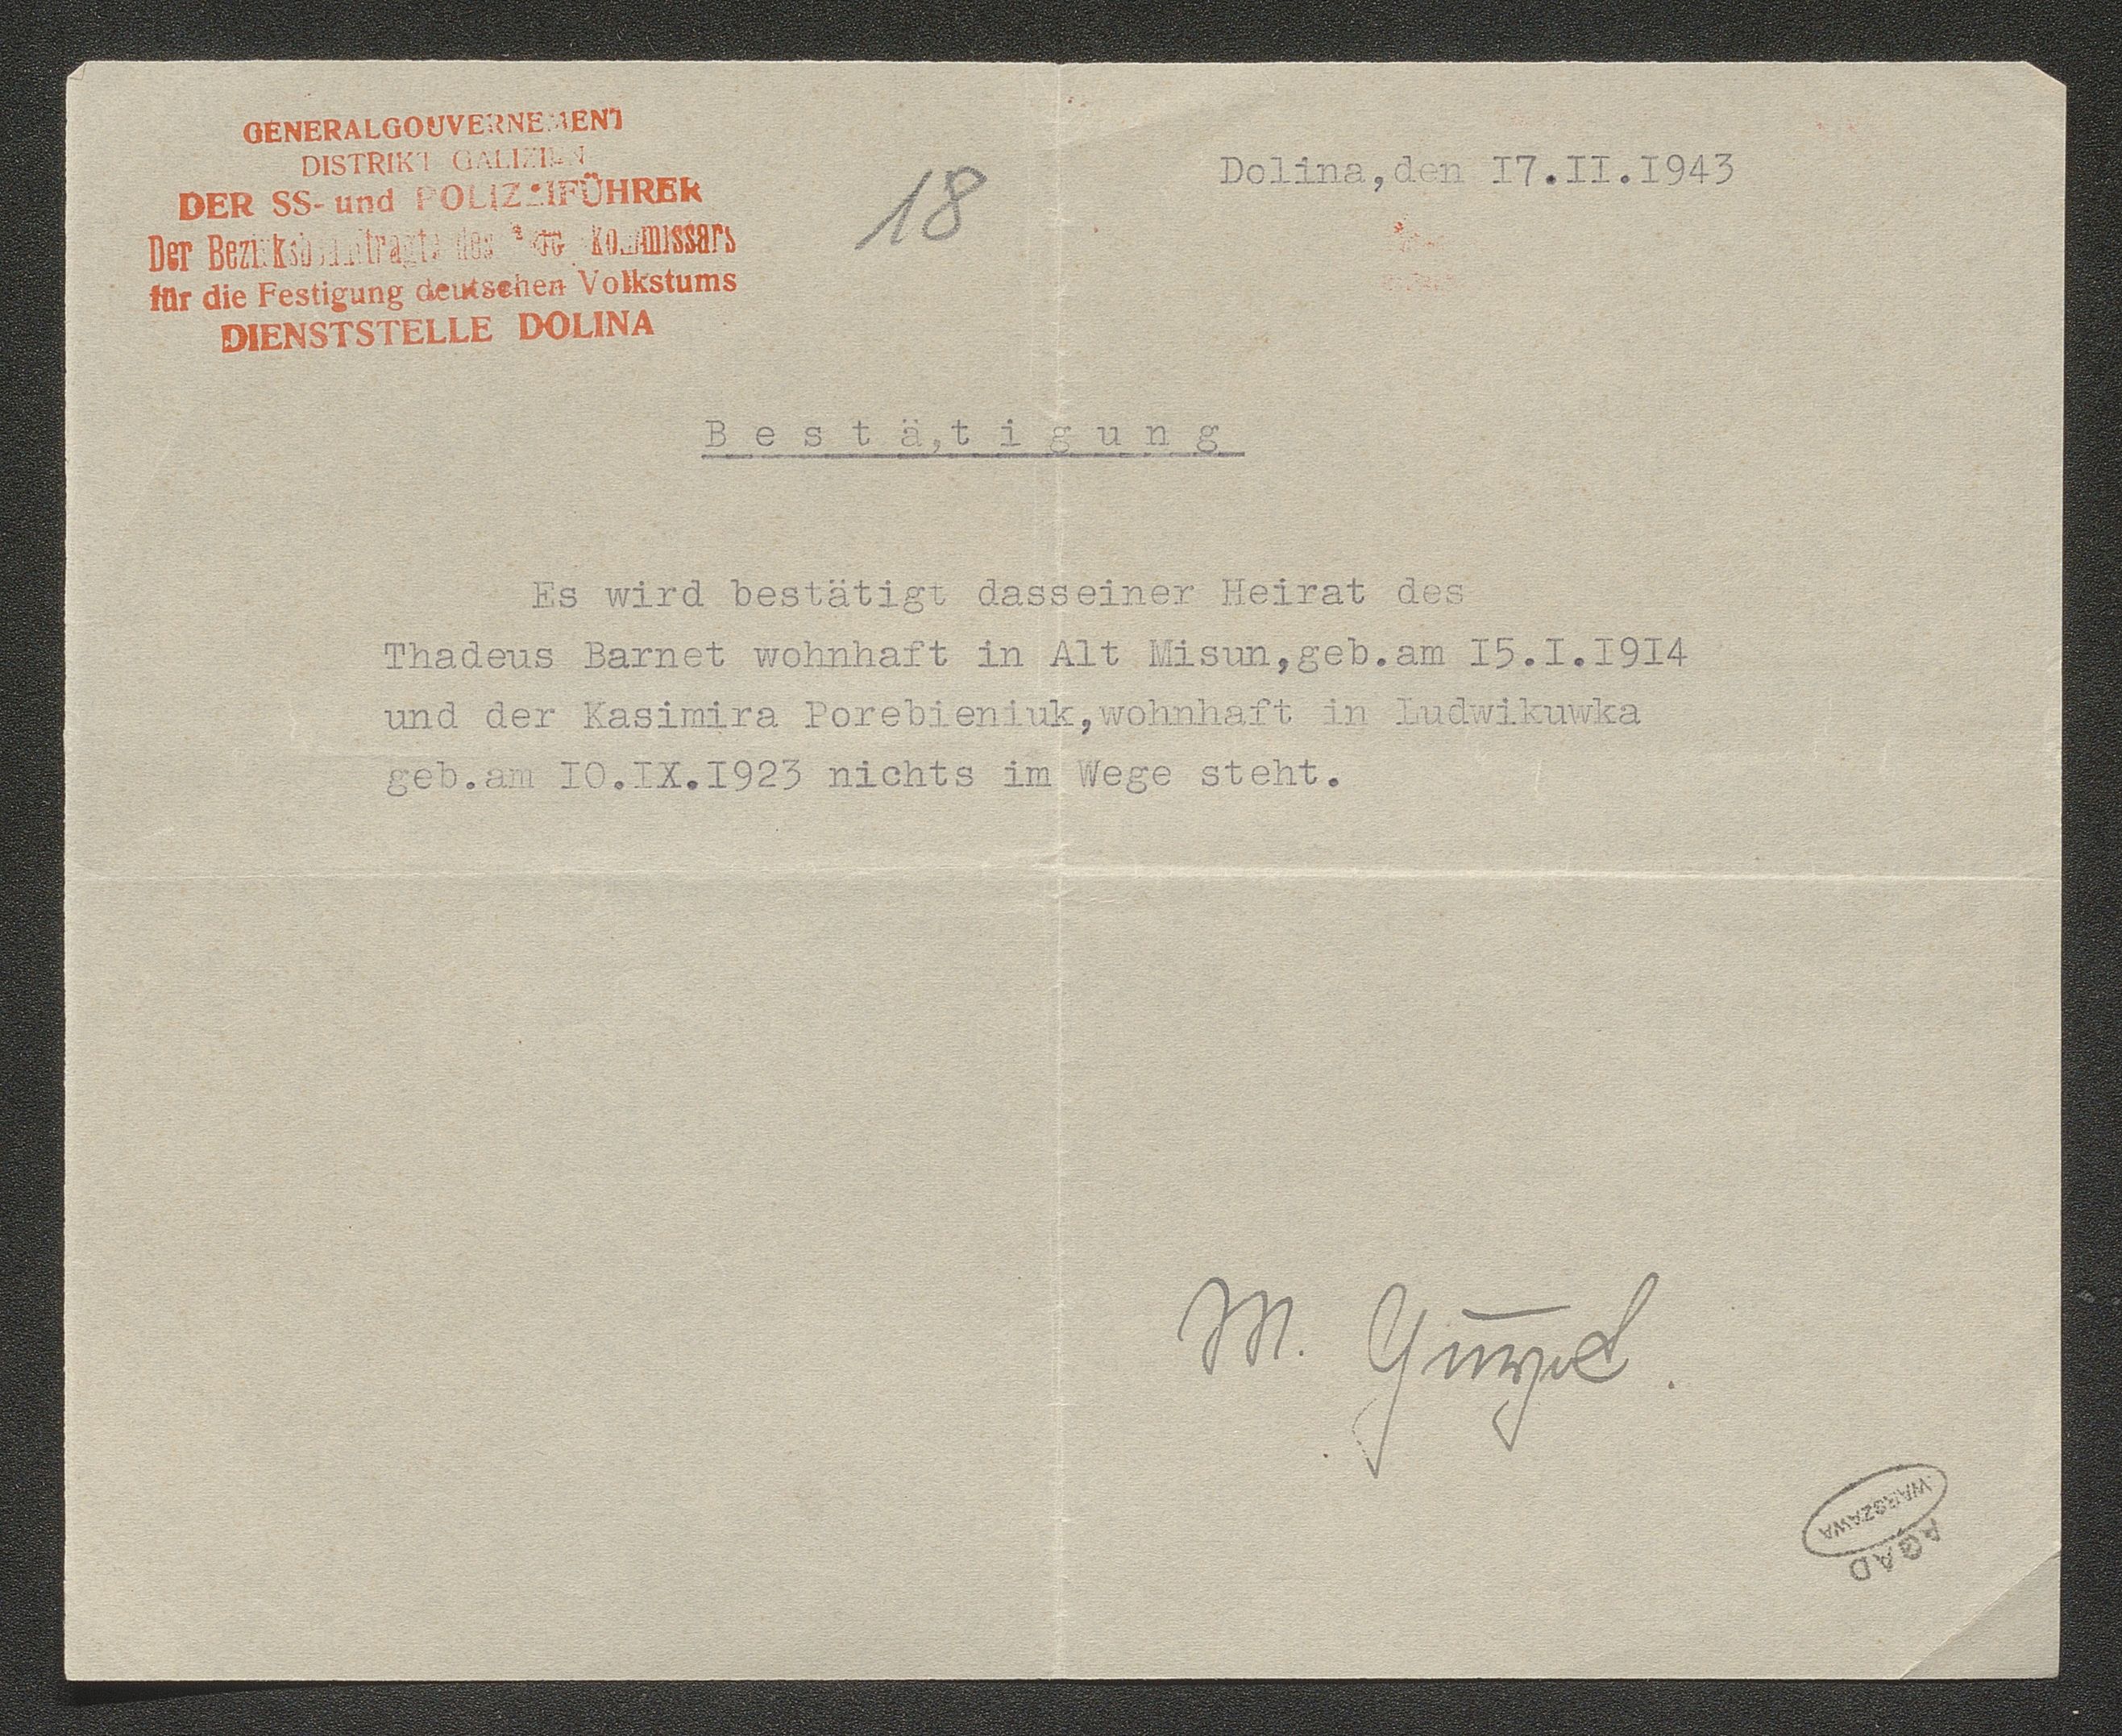 GENERALGOUVERNEMENT
DISTRIKT GALIZIEN
DER SS- und POLIZEIFÜHRER
Der Bezirksbeauftragte des kommissars
für die Festigung deutschen Volkstums
DIENSTSTELLE DOLINA
18
Dolina,den I7.II.I943
B e s t ä,t i g u n g
Es wird bestätigt dasseiner Heirat des
Thadeus Barnet wohnhaft in Alt Misun,geb.am I5.I.I9I4
und der Kasimira Porebieniuk,wohnhaft in Ludwikuwka
geb.am IO.IX.I923 nichts im Wege steht.
M.
AGAD
WARSZAWA